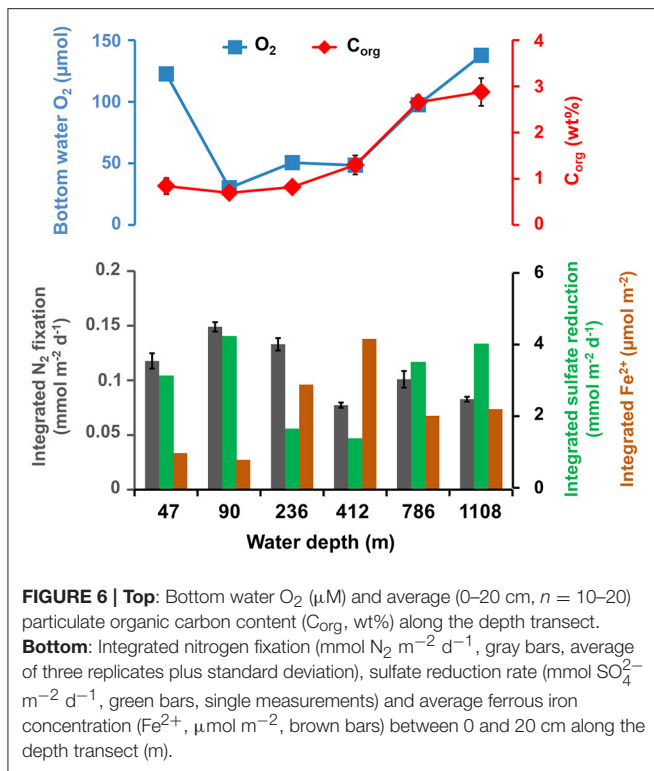 O₂ C_org
Bottom water O₂ (µmol)
150
100
50
0
4
3
2
1
0
C_org (wt%)
Integrated N₂ fixation
(mmol m⁻² d⁻¹)
0.2
0.15
0.1
0.05
0
6
4
2
0
Integrated sulfate reduction
(mmol m⁻² d⁻¹)
Integrated Fe²⁺ (µmol m⁻²)
47 90 236 412 786 1108
Water depth (m)
FIGURE 6 | Top: Bottom water O₂ (µM) and average (0–20 cm, n = 10–20)
particulate organic carbon content (C_org, wt%) along the depth transect.
Bottom: Integrated nitrogen fixation (mmol N₂ m⁻² d⁻¹, gray bars, average
of three replicates plus standard deviation), sulfate reduction rate (mmol SO₄²⁻
m⁻² d⁻¹, green bars, single measurements) and average ferrous iron
concentration (Fe²⁺, µmol m⁻², brown bars) between 0 and 20 cm along the
depth transect (m).